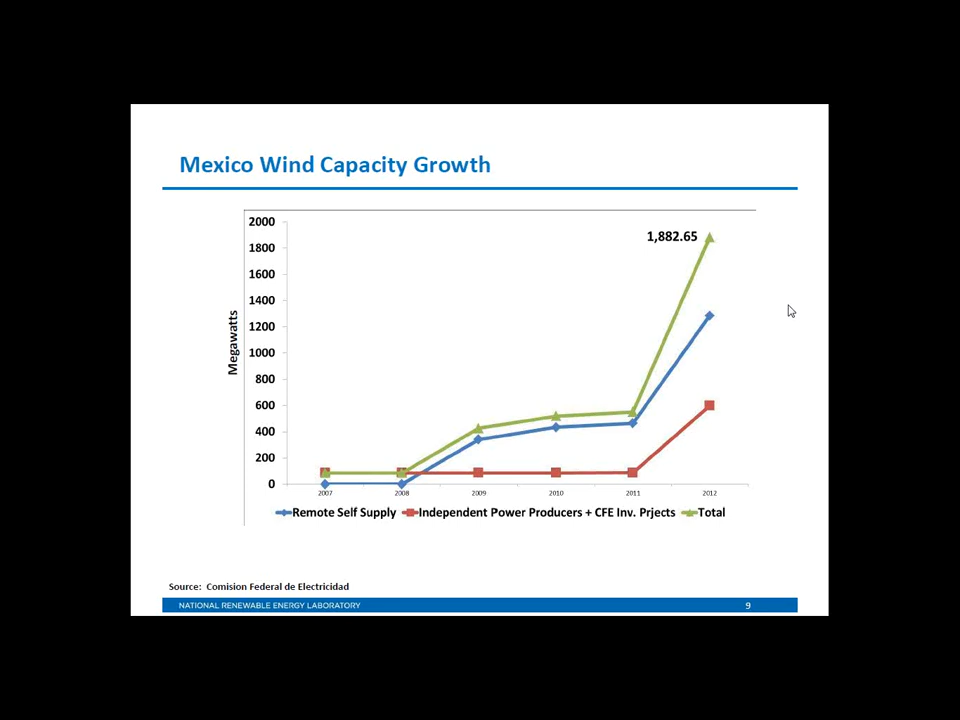 Mexico Wind Capacity Growth
2000
1800
1600
1400
1200
1000
800
600
400
200
0
Megawatts
1,882.65
2007 2008 2009 2010 2011 2012
Remote Self Supply Independent Power Producers + CFE Inv. Prjects Total
Source: Comision Federal de Electricidad
NATIONAL RENEWABLE ENERGY LABORATORY 9